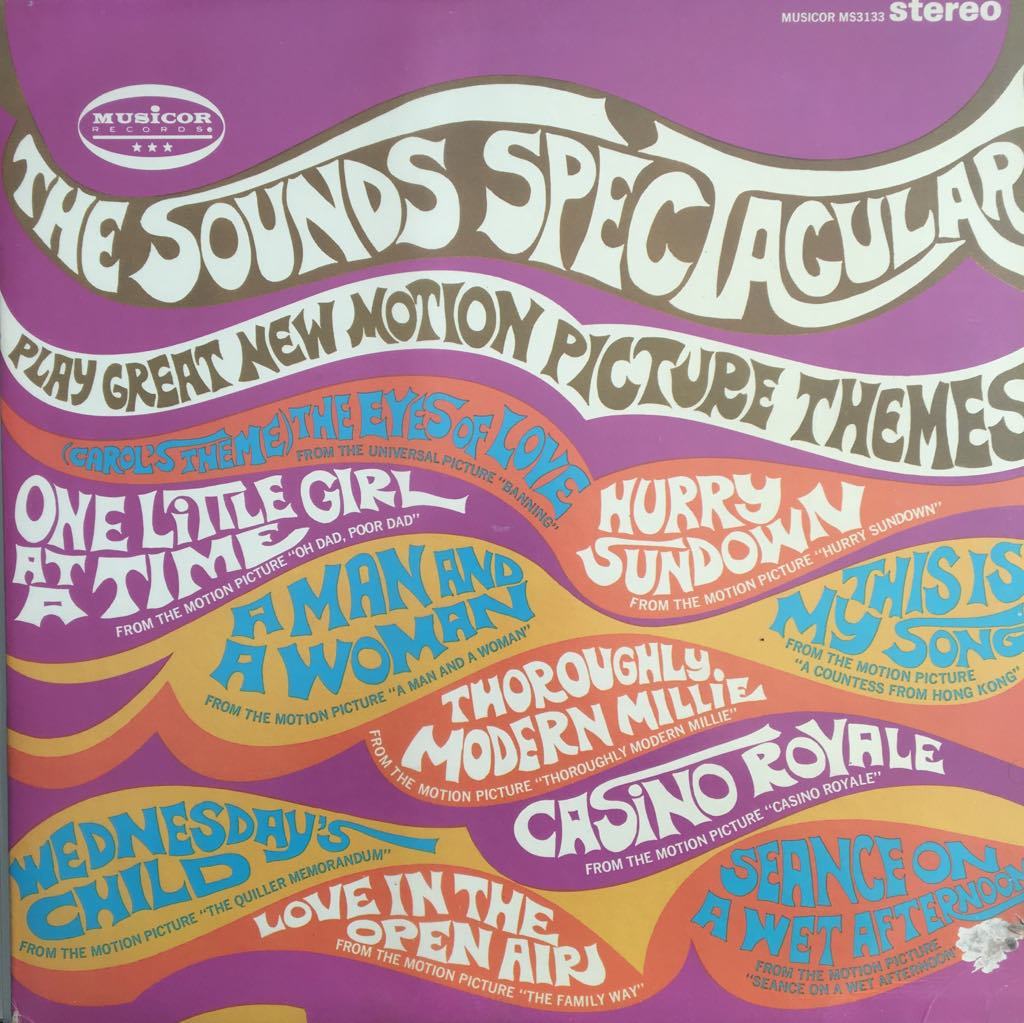 MUSICOR MS3133 stereo
MUSICOR
RECORDS®
THE SOUNDS SPECTACULAR
PLAY GREAT NEW MOTION PICTURE THEMES
(CAROL'S THEME) THE EYES OF LOVE
FROM THE UNIVERSAL PICTURE "BANNING"
ONE LITTLE GIRL
AT A TIME
FROM THE MOTION PICTURE "OH DAD, POOR DAD"
HURRY
SUNDOWN
FROM THE MOTION PICTURE "HURRY SUNDOWN"
A MAN AND
A WOMAN
FROM THE MOTION PICTURE "A MAN AND A WOMAN"
THIS IS
MY SONG
FROM THE MOTION PICTURE
"A COUNTESS FROM HONG KONG"
THOROUGHLY
MODERN MILLIE
FROM THE MOTION PICTURE "THOROUGHLY MODERN MILLIE"
CASINO ROYALE
FROM THE MOTION PICTURE "CASINO ROYALE"
WEDNESDAY'S
CHILD
FROM THE MOTION PICTURE "THE QUILLER MEMORANDUM"
LOVE IN THE
OPEN AIR
FROM THE MOTION PICTURE "THE FAMILY WAY"
SEANCE ON
A WET AFTERNOON
FROM THE MOTION PICTURE
"SEANCE ON A WET AFTERNOON